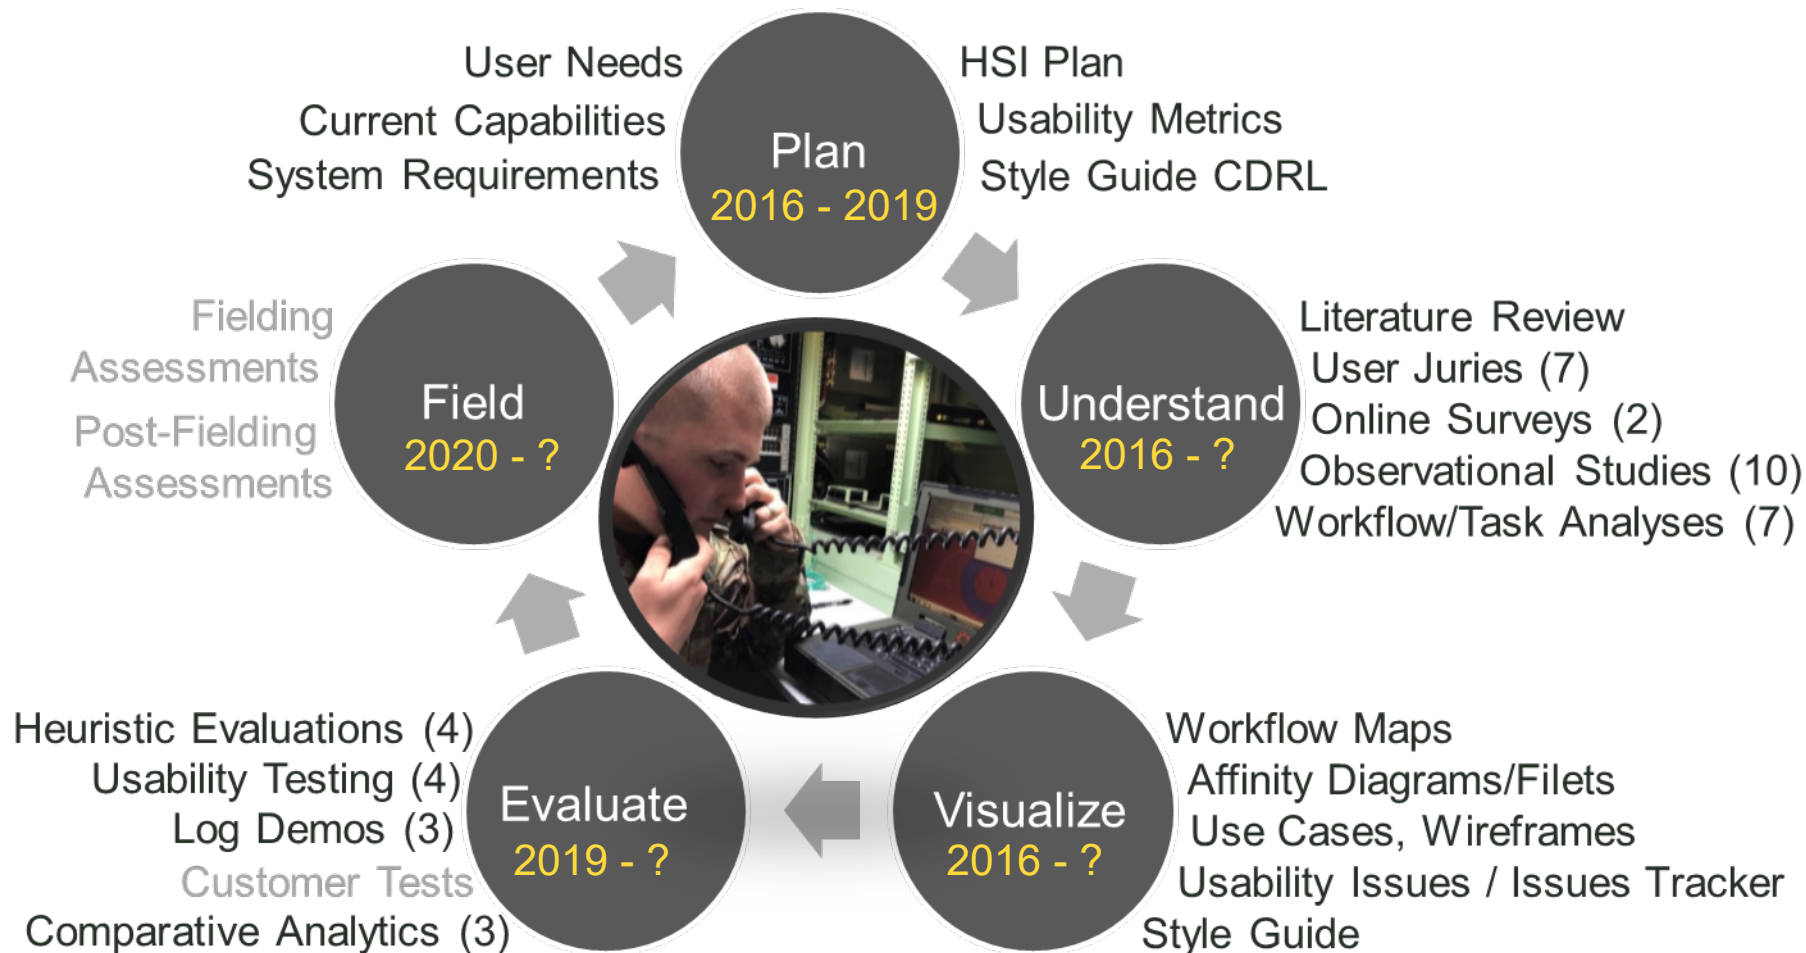 User Needs
Current Capabilities
System Requirements
Plan
2016 - 2019
HSI Plan
Usability Metrics
Style Guide CDRL
Understand
2016 - ?
Literature Review
User Juries (7)
Online Surveys (2)
Observational Studies (10)
Workflow/Task Analyses (7)
Visualize
2016 - ?
Workflow Maps
Affinity Diagrams/Filets
Use Cases, Wireframes
Usability Issues / Issues Tracker
Style Guide
Evaluate
2019 - ?
Heuristic Evaluations (4)
Usability Testing (4)
Log Demos (3)
Customer Tests
Comparative Analytics (3)
Field
2020 - ?
Fielding
Assessments
Post-Fielding
Assessments